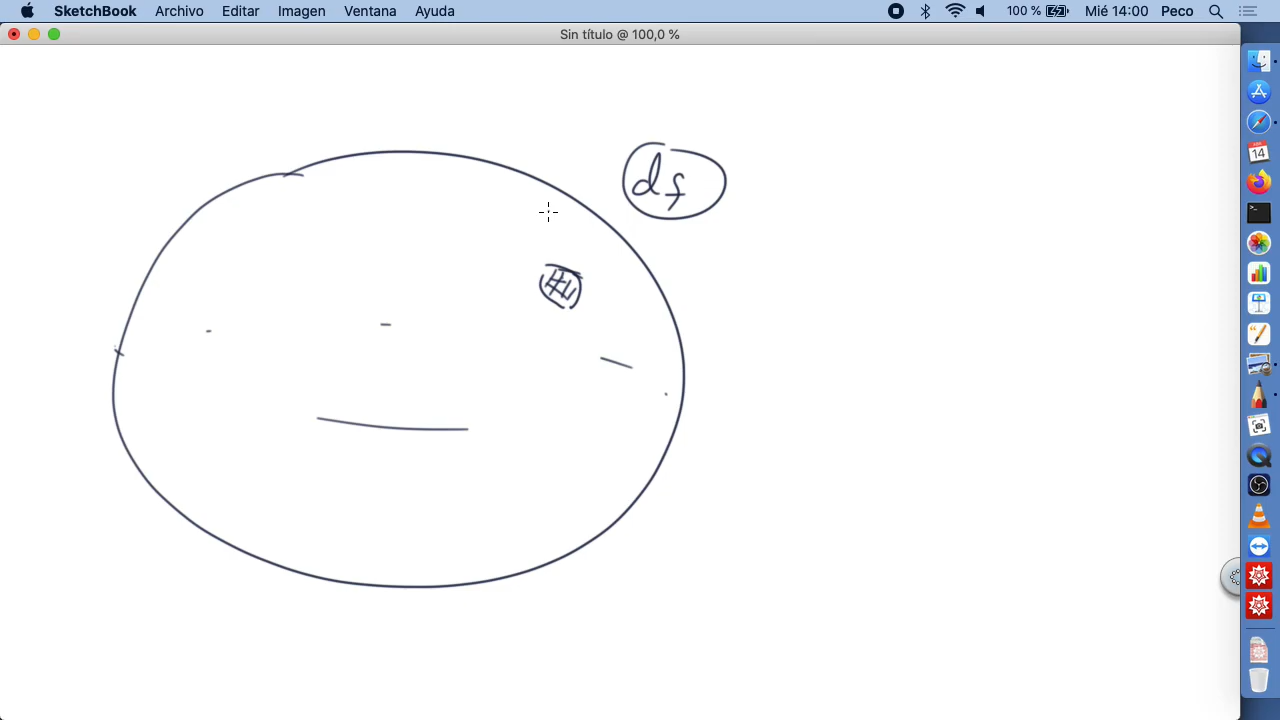 SketchBook Archivo Editar Imagen Ventana Ayuda 100 % Mié 14:00 Peco
Sin título @ 100,0 %
df
14